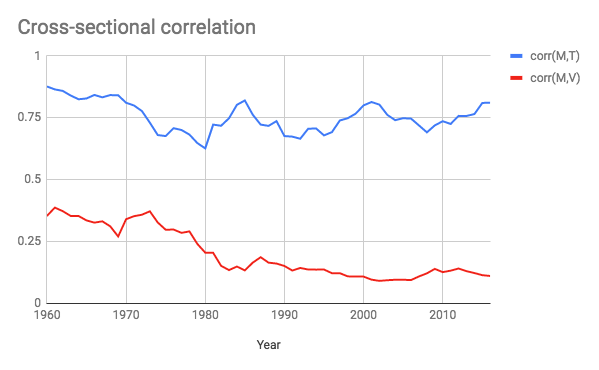 Cross-sectional correlation
1
0.75
0.5
0.25
0
1960 1970 1980 1990 2000 2010
Year
corr(M,T)
corr(M,V)